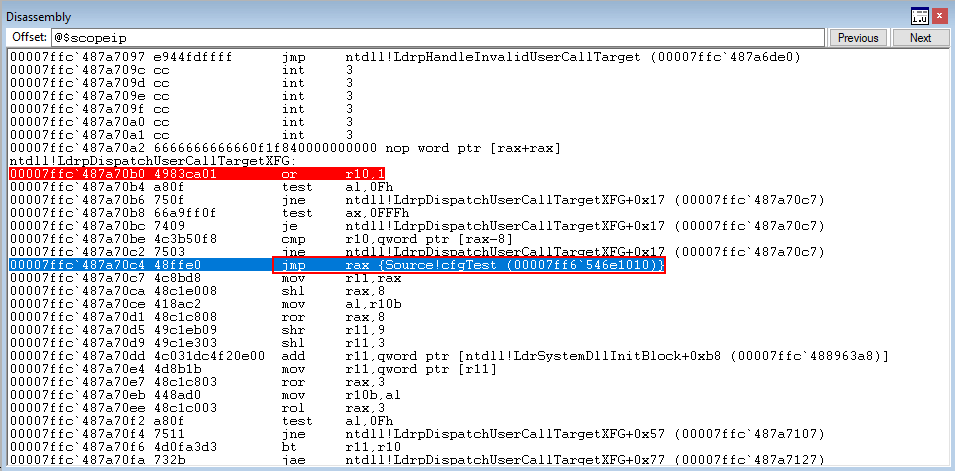 Disassembly
Offset: @$scopeip Previous Next
00007ffc`487a7097 e944fdffff jmp ntdll!LdrpHandleInvalidUserCallTarget (00007ffc`487a6de0)
00007ffc`487a709c cc int 3
00007ffc`487a709d cc int 3
00007ffc`487a709e cc int 3
00007ffc`487a709f cc int 3
00007ffc`487a70a0 cc int 3
00007ffc`487a70a1 cc int 3
00007ffc`487a70a2 6666666666660f1f840000000000 nop word ptr [rax+rax]
ntdll!LdrpDispatchUserCallTargetXFG:
00007ffc`487a70b0 4983ca01 or r10,1
00007ffc`487a70b4 a80f test al,0Fh
00007ffc`487a70b6 750f jne ntdll!LdrpDispatchUserCallTargetXFG+0x17 (00007ffc`487a70c7)
00007ffc`487a70b8 66a9ff0f test ax,0FFFh
00007ffc`487a70bc 7409 je ntdll!LdrpDispatchUserCallTargetXFG+0x17 (00007ffc`487a70c7)
00007ffc`487a70be 4c3b50f8 cmp r10,qword ptr [rax-8]
00007ffc`487a70c2 7503 jne ntdll!LdrpDispatchUserCallTargetXFG+0x17 (00007ffc`487a70c7)
00007ffc`487a70c4 48ffe0 jmp rax {Source!cfgTest (00007ff6`546e1010)}
00007ffc`487a70c7 4c8bd8 mov r11,rax
00007ffc`487a70ca 48c1e008 shl rax,8
00007ffc`487a70ce 418ac2 mov al,r10b
00007ffc`487a70d1 48c1c808 ror rax,8
00007ffc`487a70d5 49c1eb09 shr r11,9
00007ffc`487a70d9 49c1e303 shl r11,3
00007ffc`487a70dd 4c031dc4f20e00 add r11,qword ptr [ntdll!LdrSystemDllInitBlock+0xb8 (00007ffc`488963a8)]
00007ffc`487a70e4 4d8b1b mov r11,qword ptr [r11]
00007ffc`487a70e7 48c1c803 ror rax,3
00007ffc`487a70eb 448ad0 mov r10b,al
00007ffc`487a70ee 48c1c003 rol rax,3
00007ffc`487a70f2 a80f test al,0Fh
00007ffc`487a70f4 7511 jne ntdll!LdrpDispatchUserCallTargetXFG+0x57 (00007ffc`487a7107)
00007ffc`487a70f6 4d0fa3d3 bt r11,r10
00007ffc`487a70fa 732b jae ntdll!LdrpDispatchUserCallTargetXFG+0x77 (00007ffc`487a7127)